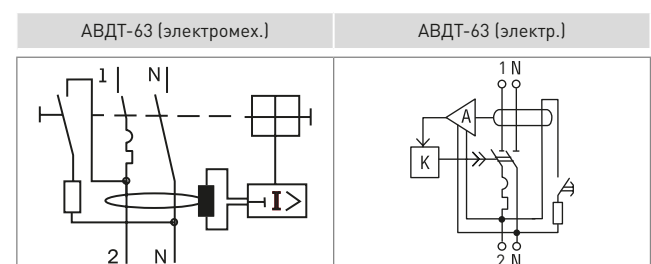 АВДТ-63 (электромех.)
АВДТ-63 (электр.)
1 N
I>
2 N
1 N
A
K
2 N